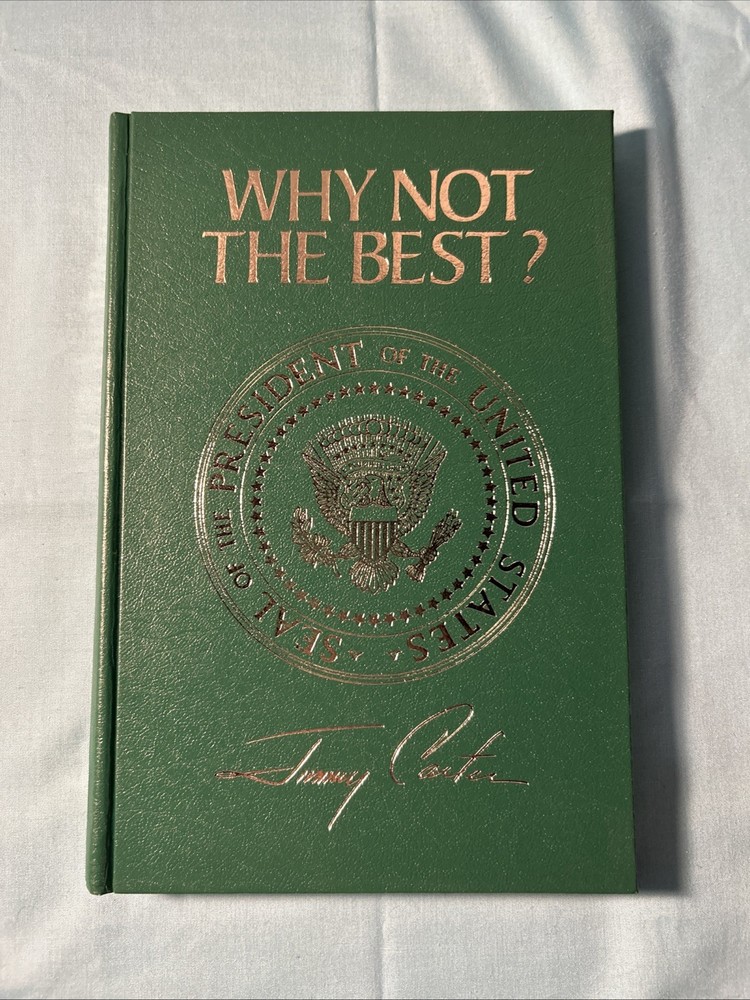 WHY NOT
THE BEST?
SEAL OF THE PRESIDENT OF THE UNITED STATES
Jimmy Carter